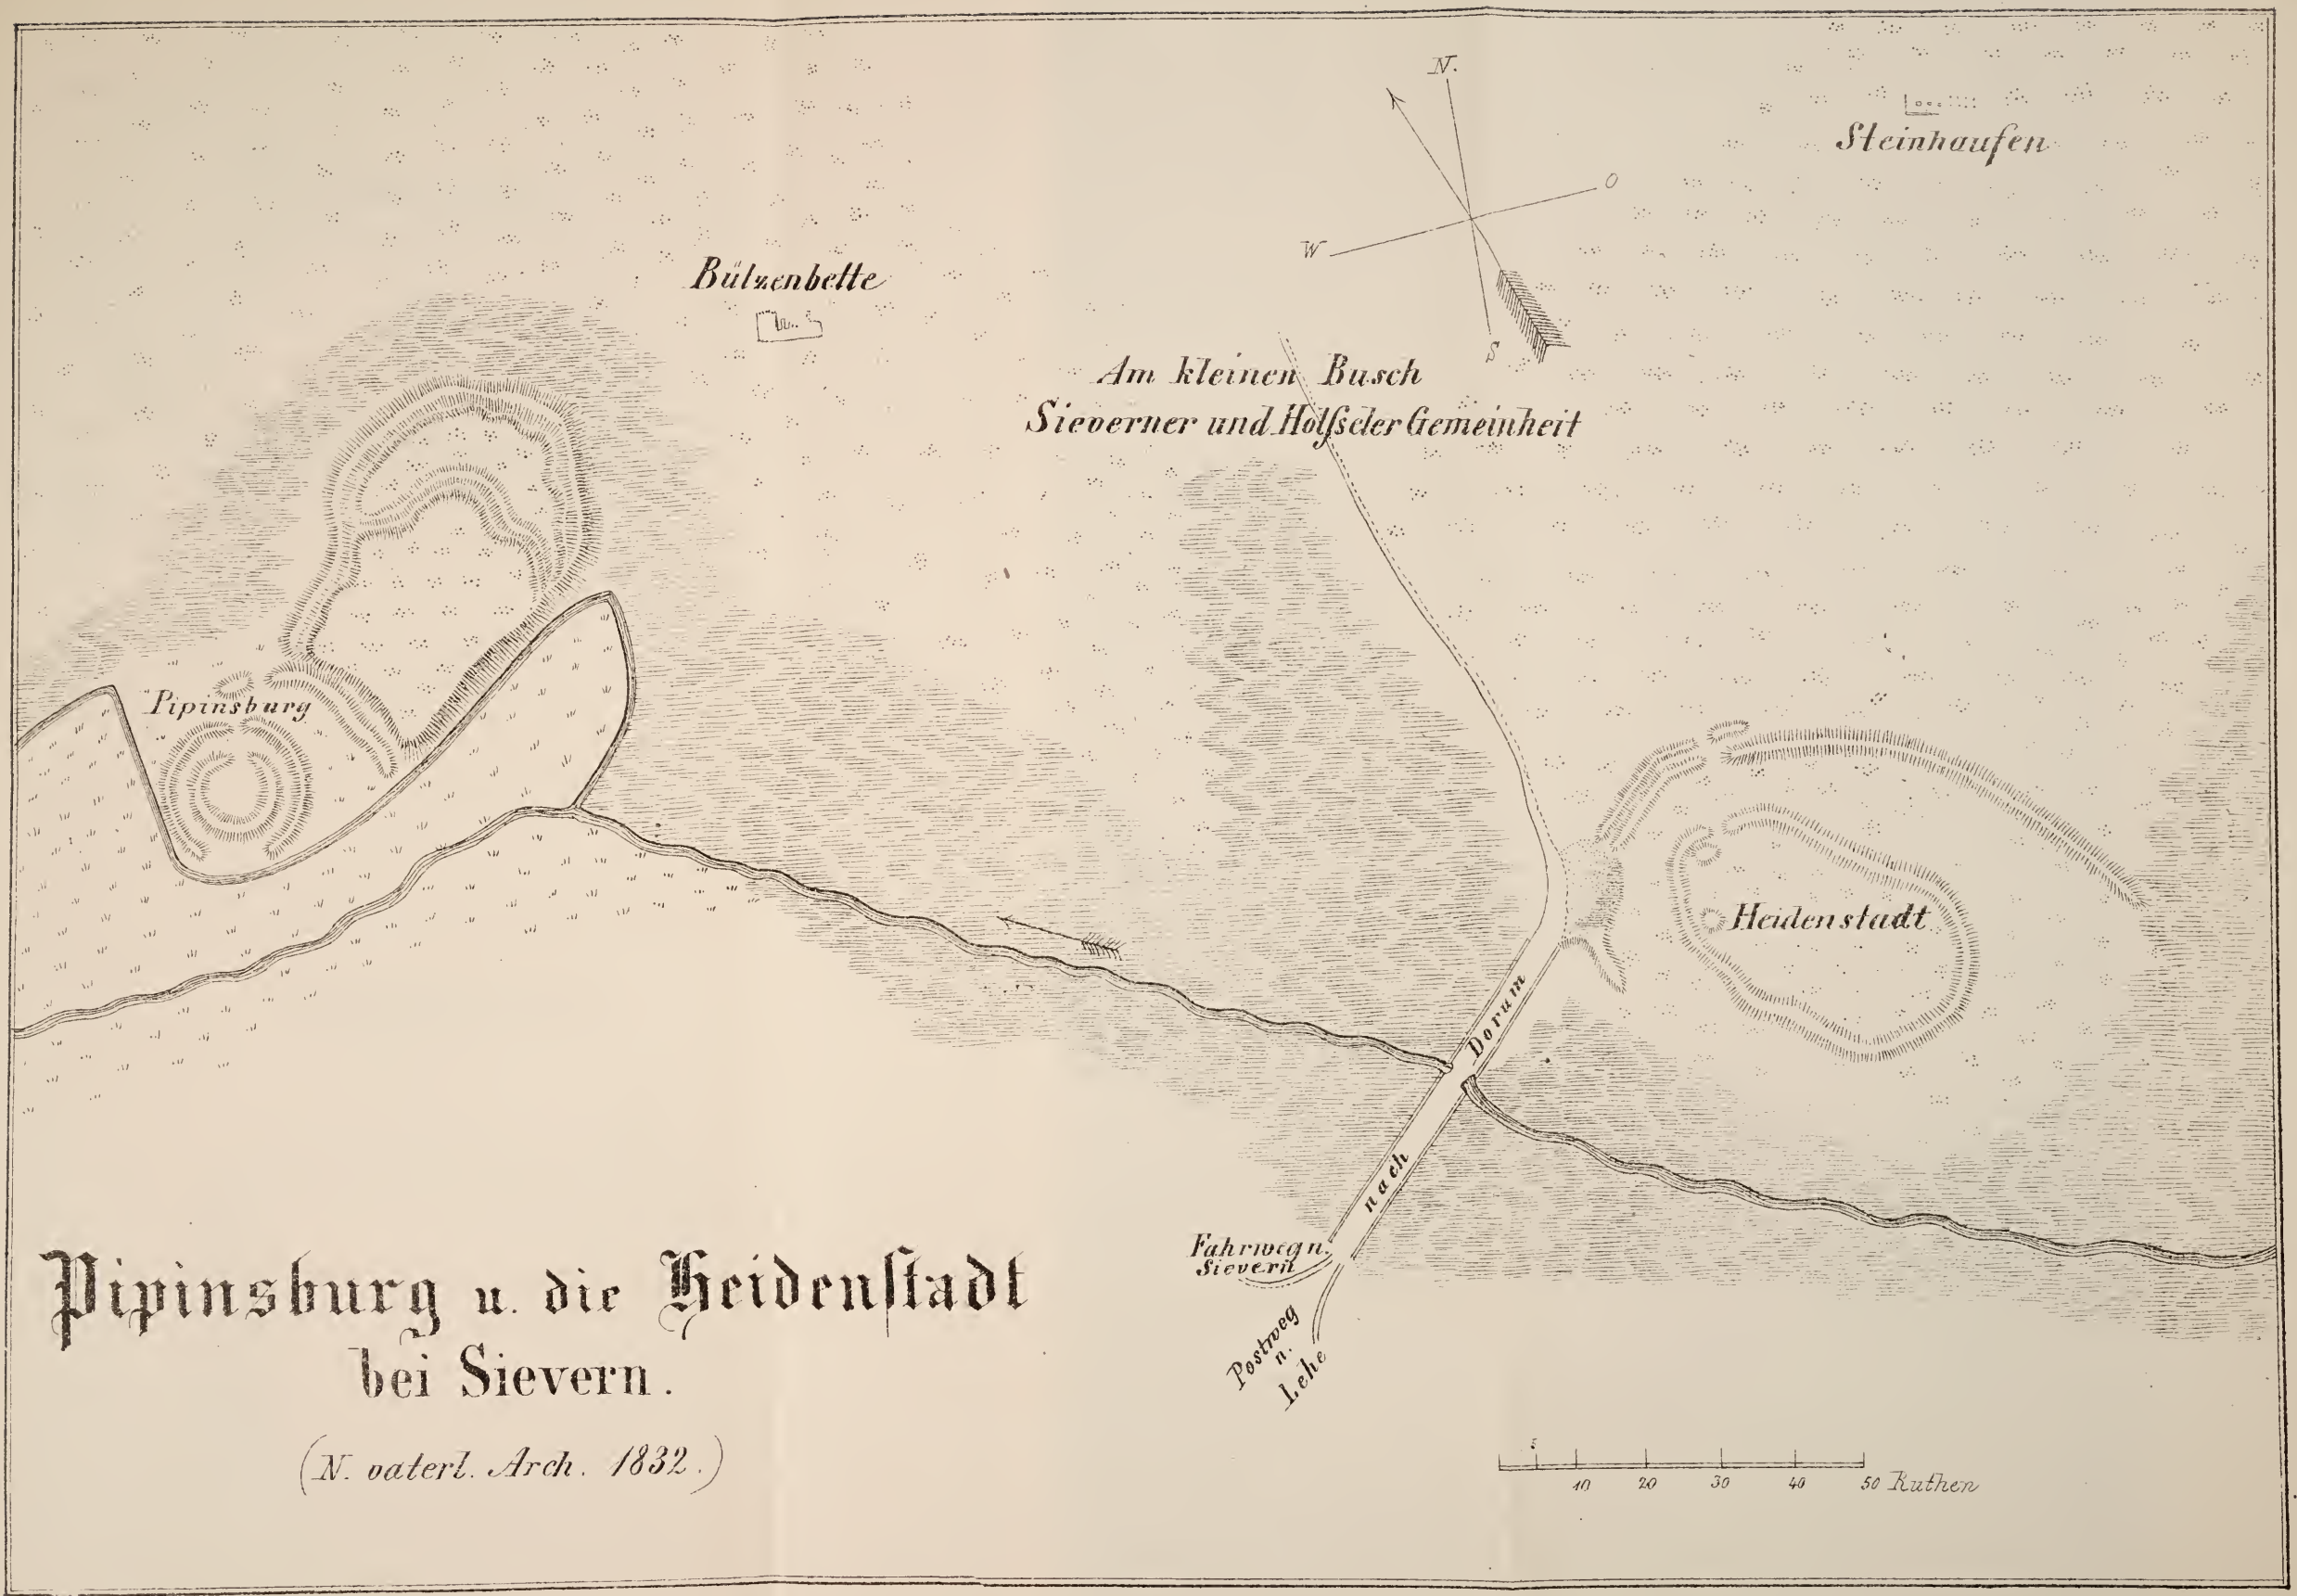 N.
O
W
S
Steinhaufen
Bülzenbette
Am kleinen Busch
Sieverner und Holßeler Gemeinheit
Pipinsburg
Heidenstadt
nach Dorum
Fahrweg n.
Sievern
Postweg
n.
Lehe
Pipinsburg u. die Heidenſtadt
bei Sievern.
(N. vaterl. Arch. 1832.)
5
10 20 30 40 50 Ruthen